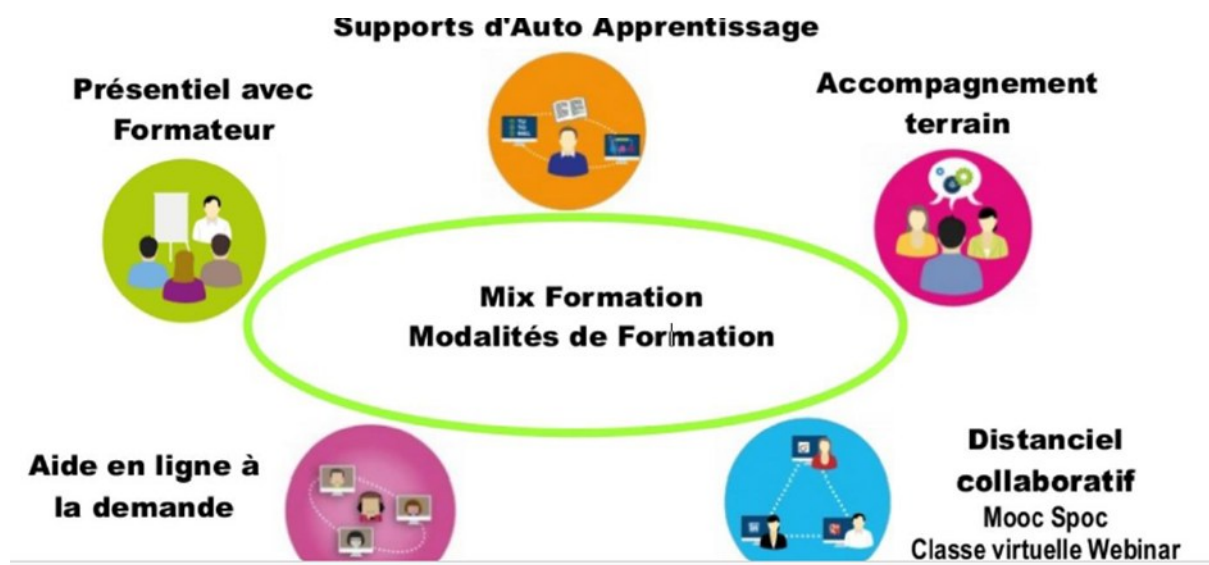 Supports d'Auto Apprentissage
Présentiel avec
Formateur
Accompagnement
terrain
Mix Formation
Modalités de Formation
Aide en ligne à
la demande
Distanciel
collaboratif
Mooc Spoc
Classe virtuelle Webinar